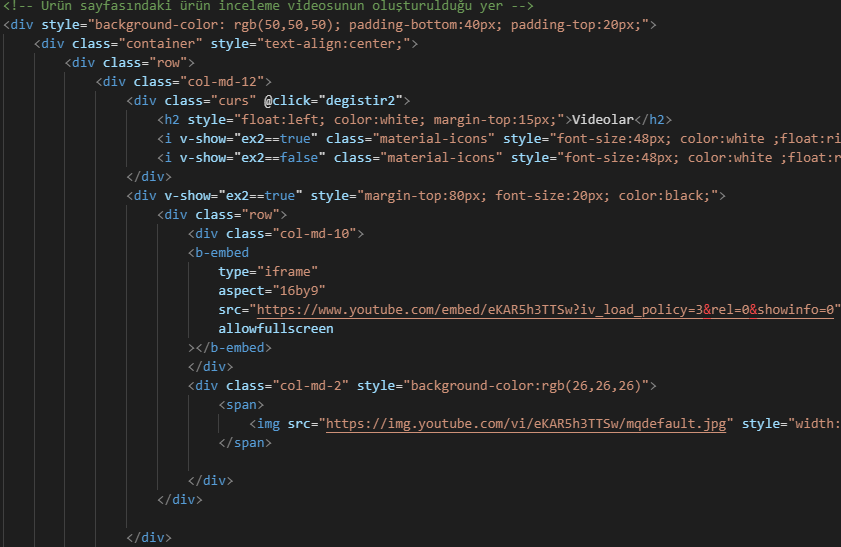 <!-- Ürün sayfasındaki ürün inceleme videosunun oluşturulduğu yer -->
<div style="background-color: rgb(50,50,50); padding-bottom:40px; padding-top:20px;">
<div class="container" style="text-align:center;">
<div class="row">
<div class="col-md-12">
<div class="curs" @click="degistir2">
<h2 style="float:left; color:white; margin-top:15px;">Videolar</h2>
<i v-show="ex2==true" class="material-icons" style="font-size:48px; color:white ;float:ri
<i v-show="ex2==false" class="material-icons" style="font-size:48px; color:white ;float:r
</div>
<div v-show="ex2==true" style="margin-top:80px; font-size:20px; color:black;">
<div class="row">
<div class="col-md-10">
<b-embed
type="iframe"
aspect="16by9"
src="https://www.youtube.com/embed/eKAR5h3TTSw?iv_load_policy=3&rel=0&showinfo=0"
allowfullscreen
></b-embed>
</div>
<div class="col-md-2" style="background-color:rgb(26,26,26)">
<span>
<img src="https://img.youtube.com/vi/eKAR5h3TTSw/mqdefault.jpg" style="width:
</span>
</div>
</div>
</div>